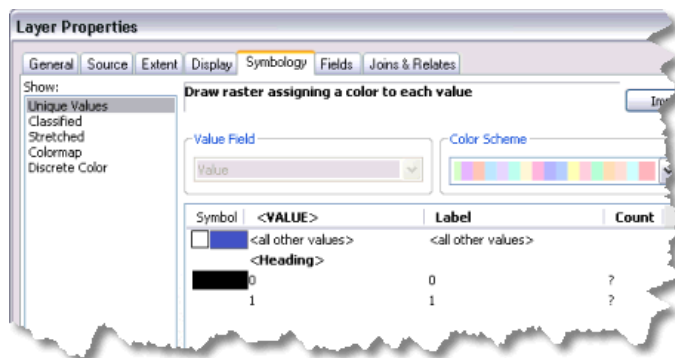 Layer Properties
General Source Extent Display Symbology Fields Joins & Relates
Show:
Unique Values
Classified
Stretched
Colormap
Discrete Color
Draw raster assigning a color to each value
Value Field
Value
Color Scheme
Symbol <VALUE> Label Count
<all other values> <all other values>
<Heading>
0 0 ?
1 1 ?